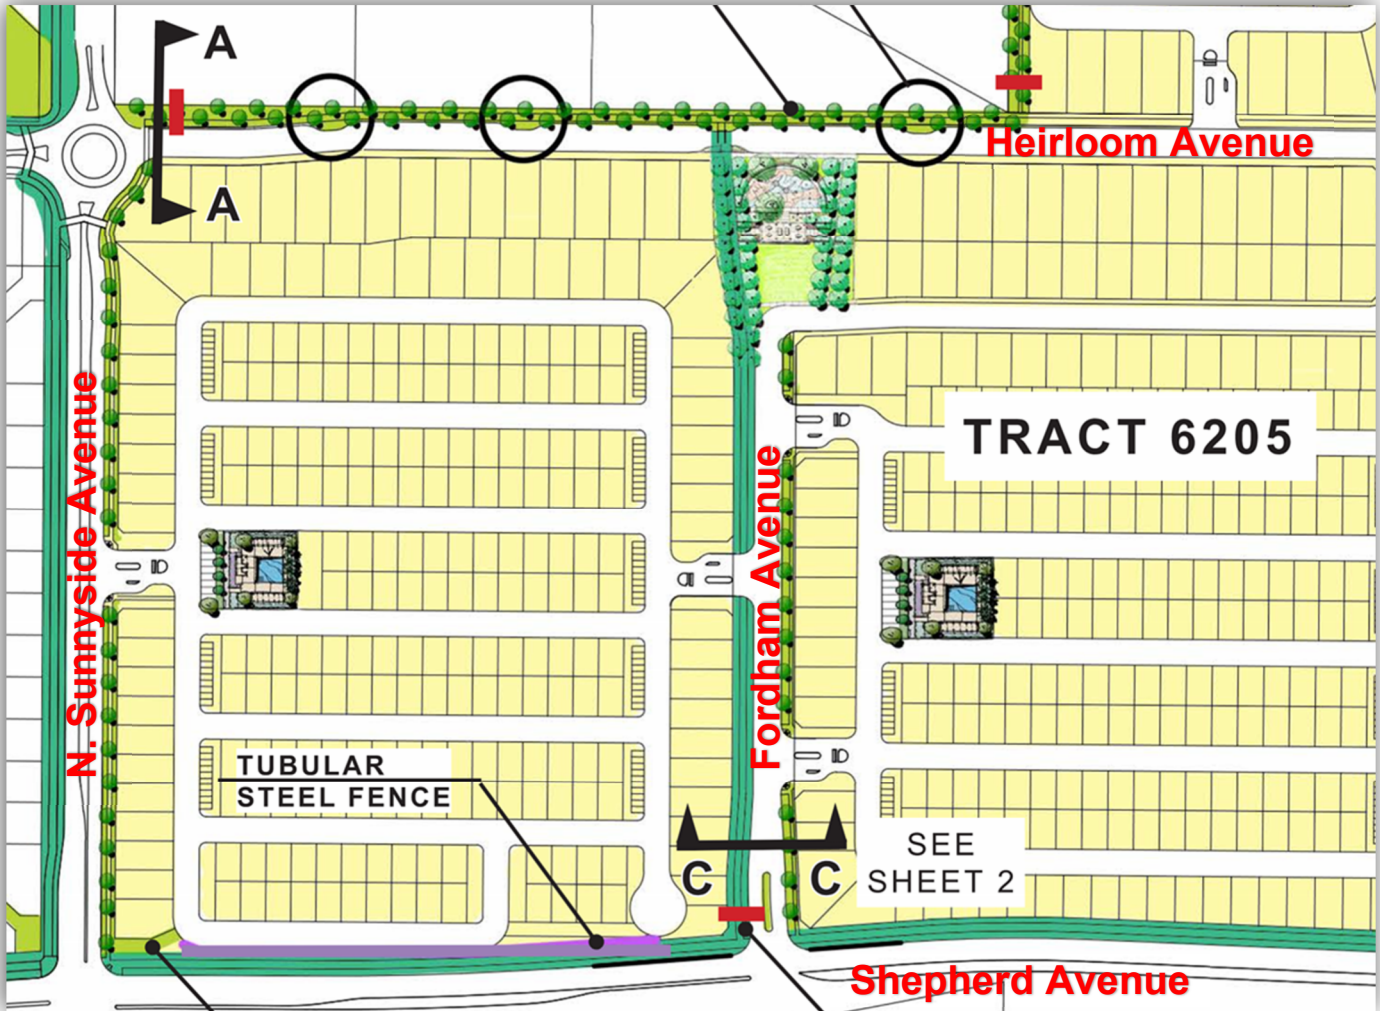 A
Heirloom Avenue
A
N. Sunnyside Avenue
TRACT 6205
Fordham Avenue
TUBULAR
STEEL FENCE
C
C
SEE
SHEET 2
Shepherd Avenue